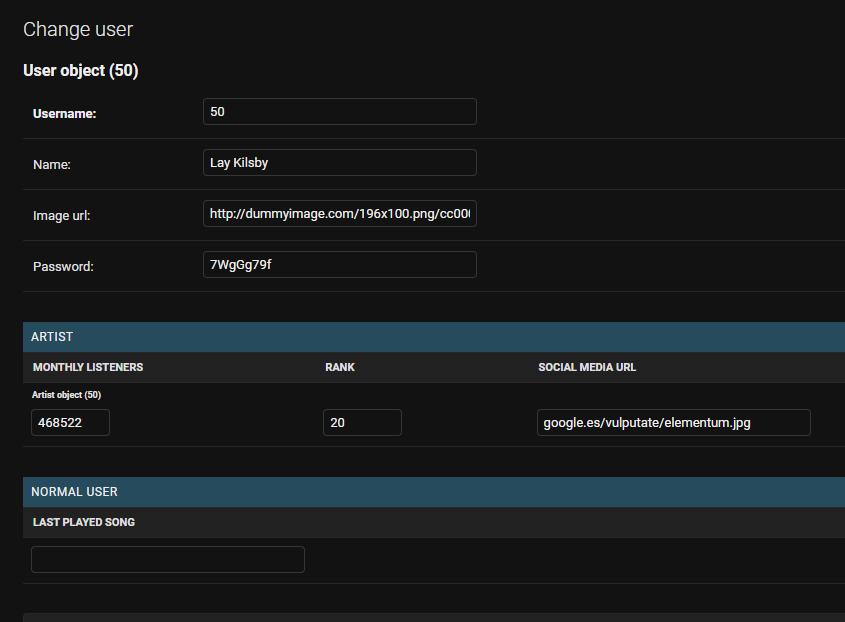 Change user
User object (50)
Username: 50
Name: Lay Kilsby
Image url: http://dummyimage.com/196x100.png/cc00
Password: 7WgGg79f
ARTIST
MONTHLY LISTENERS RANK SOCIAL MEDIA URL
Artist object (50)
468522 20 google.es/vulputate/elementum.jpg
NORMAL USER
LAST PLAYED SONG